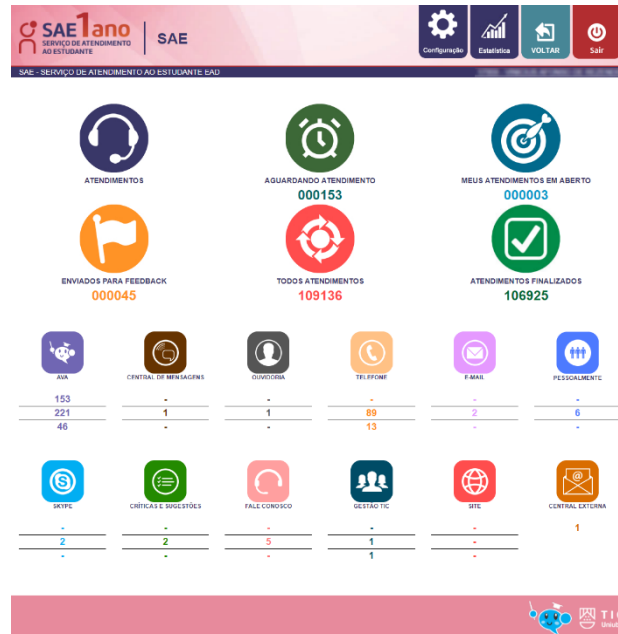 SAE 1ano
SERVIÇO DE ATENDIMENTO
AO ESTUDANTE
SAE
Configuração
Estatística
VOLTAR
Sair
SAE - SERVIÇO DE ATENDIMENTO AO ESTUDANTE EAD
ATENDIMENTOS
AGUARDANDO ATENDIMENTO
000153
MEUS ATENDIMENTOS EM ABERTO
000003
ENVIADOS PARA FEEDBACK
000045
TODOS ATENDIMENTOS
109136
ATENDIMENTOS FINALIZADOS
106925
AVA
CENTRAL DE MENSAGENS
OUVIDORIA
TELEFONE
E-MAIL
PESSOALMENTE
153 - - - - -
221 1 1 89 2 6
46 - - 13 - -
SKYPE
CRÍTICAS E SUGESTÕES
FALE CONOSCO
GESTÃO TIC
SITE
@
CENTRAL EXTERNA
- - - - - 1
2 2 5 1 -
- - - 1 -